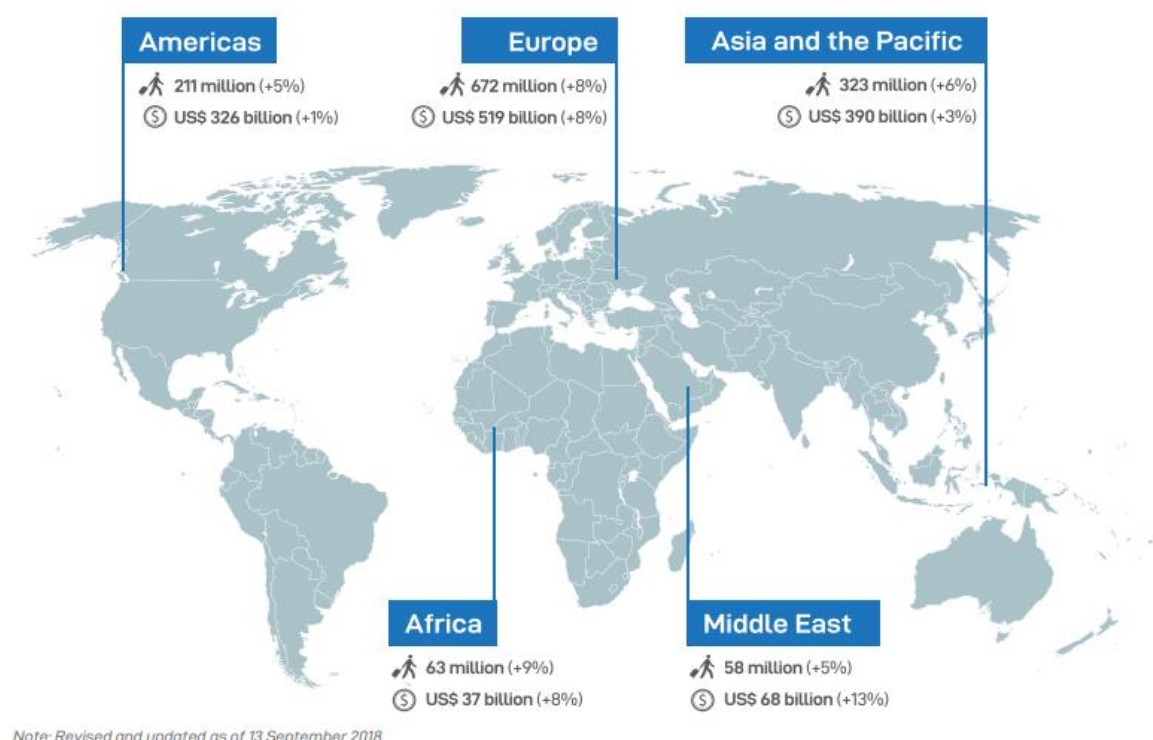 Americas
211 million (+5%)
US$ 326 billion (+1%)
Europe
672 million (+8%)
US$ 519 billion (+8%)
Asia and the Pacific
323 million (+6%)
US$ 390 billion (+3%)
Africa
63 million (+9%)
US$ 37 billion (+8%)
Middle East
58 million (+5%)
US$ 68 billion (+13%)
Note: Revised and updated as of 13 September 2018